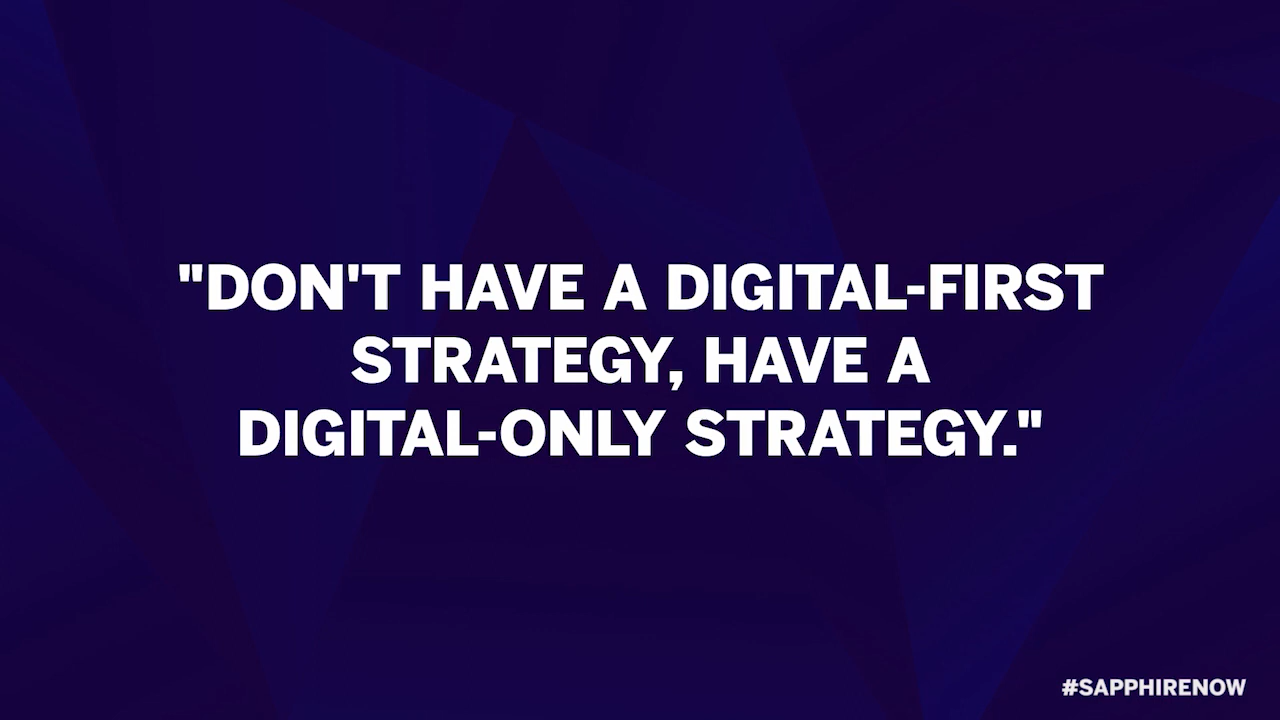 "DON'T HAVE A DIGITAL-FIRST
STRATEGY, HAVE A
DIGITAL-ONLY STRATEGY."
#SAPPHIRENOW